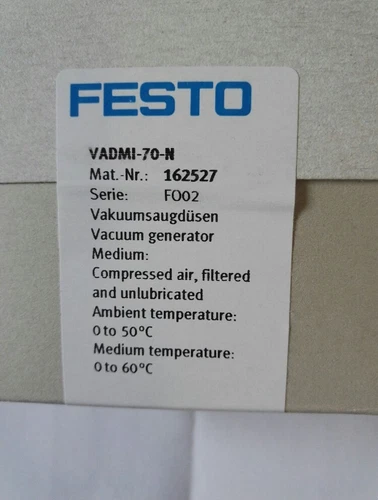 FESTO
VADMI-70-N
Mat.-Nr.: 162527
Serie: FO02
Vakuumsaugdüsen
Vacuum generator
Medium:
Compressed air, filtered
and unlubricated
Ambient temperature:
0 to 50°C
Medium temperature:
0 to 60°C